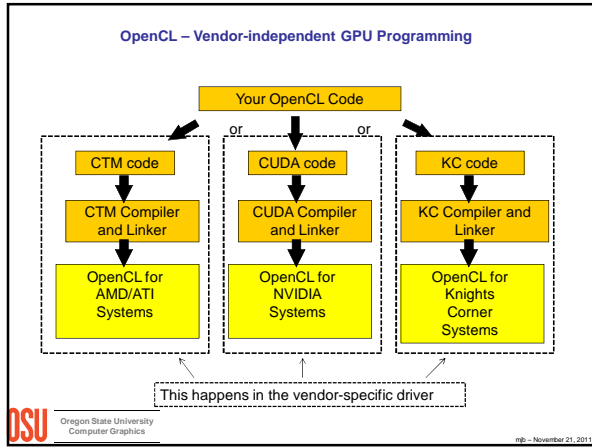 OpenCL – Vendor-independent GPU Programming
Your OpenCL Code
or
or
CTM code
CUDA code
KC code
CTM Compiler
and Linker
CUDA Compiler
and Linker
KC Compiler and
Linker
OpenCL for
AMD/ATI
Systems
OpenCL for
NVIDIA
Systems
OpenCL for
Knights
Corner
Systems
This happens in the vendor-specific driver
OSU
Oregon State University
Computer Graphics
mjb – November 21, 2011